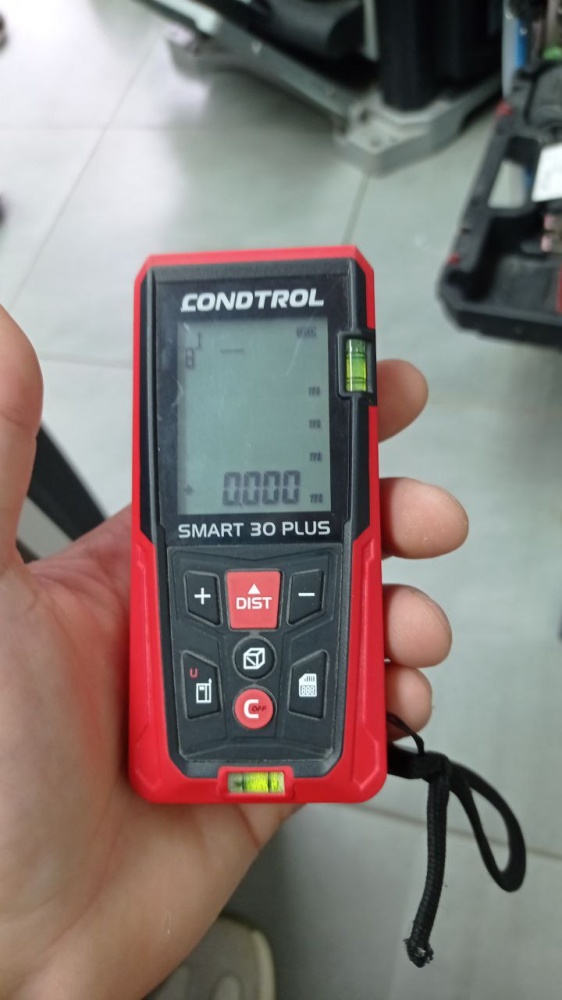 CONDTROL
m
m
m
0.000 m
SMART 30 PLUS
+
DIST
−
U
C OFF